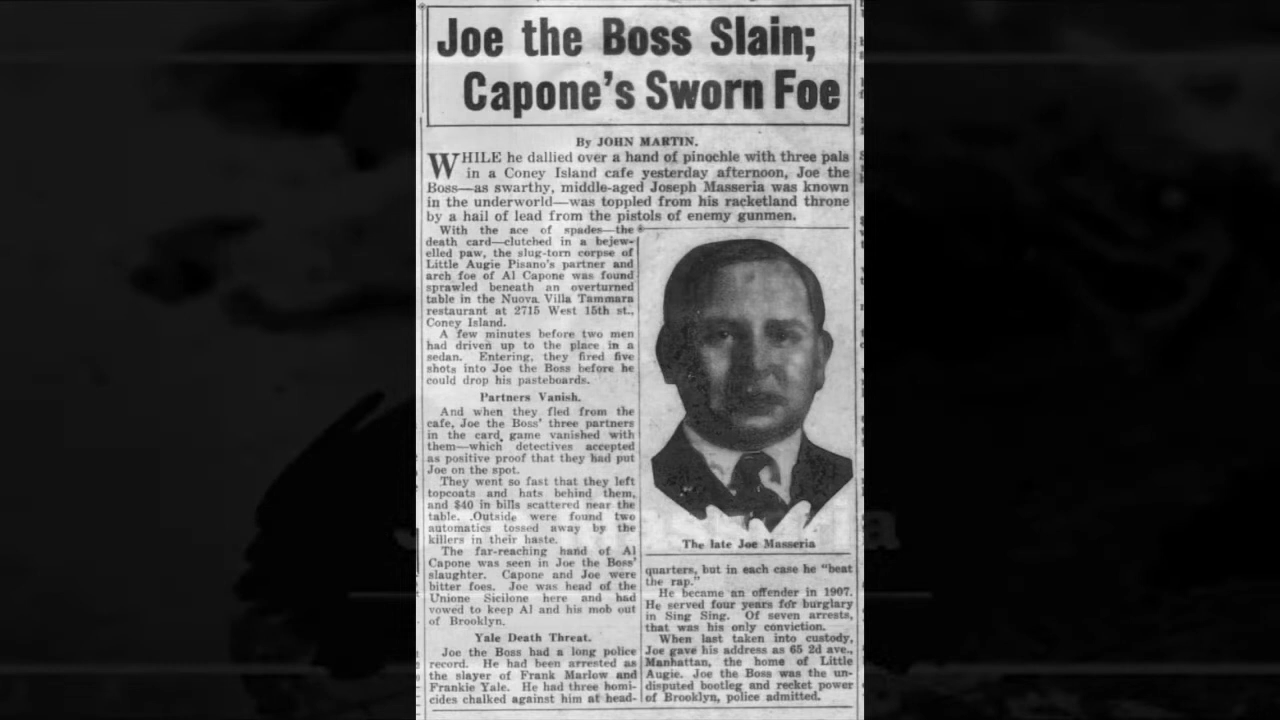 Joe the Boss Slain;
Capone's Sworn Foe
By JOHN MARTIN.
WHILE he dallied over a hand of pinochle with three pals
in a Coney Island cafe yesterday afternoon, Joe the
Boss—as swarthy, middle-aged Joseph Masseria was known
in the underworld—was toppled from his racketland throne
by a hail of lead from the pistols of enemy gunmen.
With the ace of spades—the
death card—clutched in a bejew-
elled paw, the slug-torn corpse of
Little Augie Pisano's partner and
arch foe of Al Capone was found
sprawled beneath an overturned
table in the Nuova Villa Tammara
restaurant at 2715 West 15th st.,
Coney Island.
A few minutes before two men
had driven up to the place in a
sedan. Entering, they fired five
shots into Joe the Boss before he
could drop his pasteboards.
Partners Vanish.
And when they fled from the
cafe, Joe the Boss' three partners
in the card game vanished with
them—which detectives accepted
as positive proof that they had put
Joe on the spot.
They went so fast that they left
topcoats and hats behind them,
and $40 in bills scattered near the
table. .Outside were found two
automatics tossed away by the
killers in their haste.
The far-reaching hand of Al
Capone was seen in Joe the Boss'
slaughter. Capone and Joe were
bitter foes. Joe was head of the
Unione Sicilone here and had
vowed to keep Al and his mob out
of Brooklyn.
Yale Death Threat.
Joe the Boss had a long police
record. He had been arrested as
the slayer of Frank Marlow and
Frankie Yale. He had three homi-
cides chalked against him at head-
The late Joe Masseria
quarters, but in each case he "beat
the rap."
He became an offender in 1907.
He served four years for burglary
in Sing Sing. Of seven arrests,
that was his only conviction.
When last taken into custody,
Joe gave his address as 65 2d ave.,
Manhattan, the home of Little
Augie. Joe the Boss was the un-
disputed bootleg and recket power
of Brooklyn, police admitted.